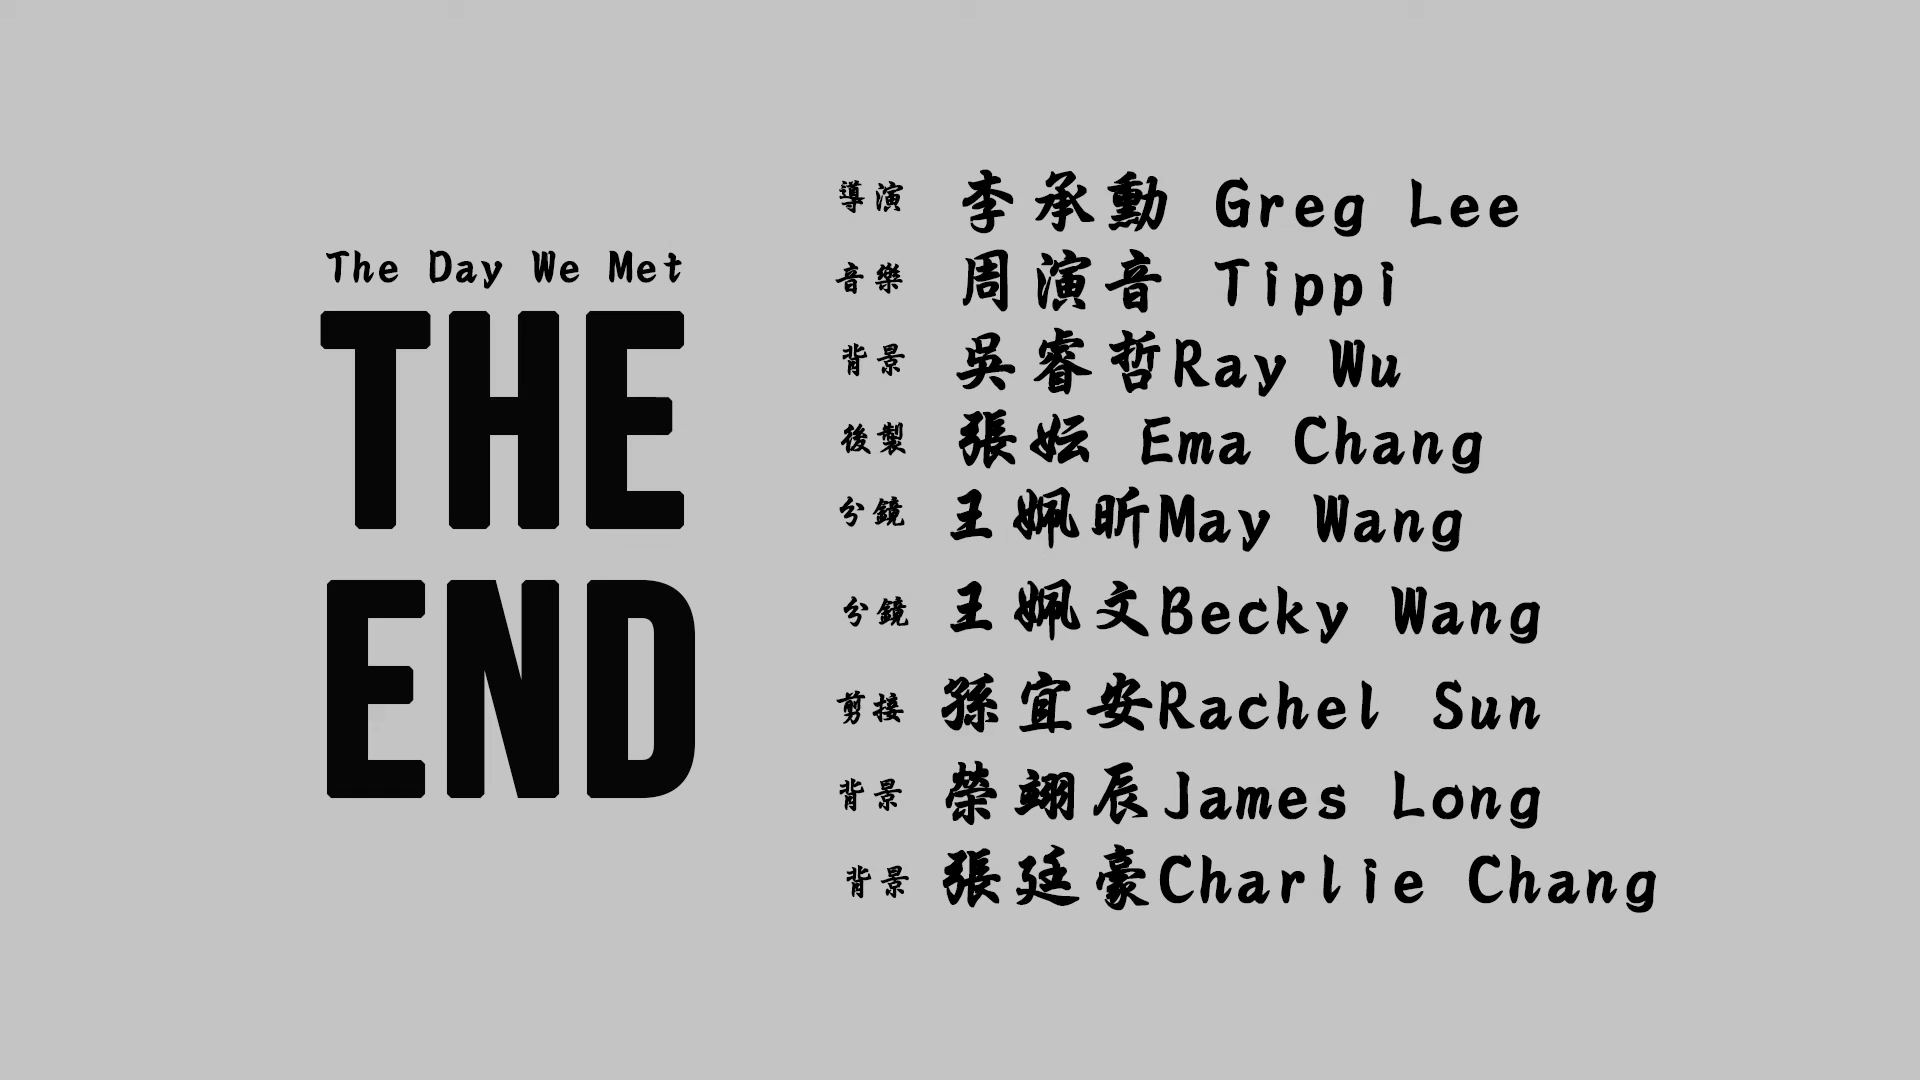 The Day We Met
THE
END
導演 李承勳 Greg Lee
音樂 周演音 Tippi
背景 吳睿哲Ray Wu
後製 張妘 Ema Chang
分鏡 王姵昕May Wang
分鏡 王姵文Becky Wang
剪接 孫宜安Rachel Sun
背景 榮翊辰James Long
背景 張廷豪Charlie Chang